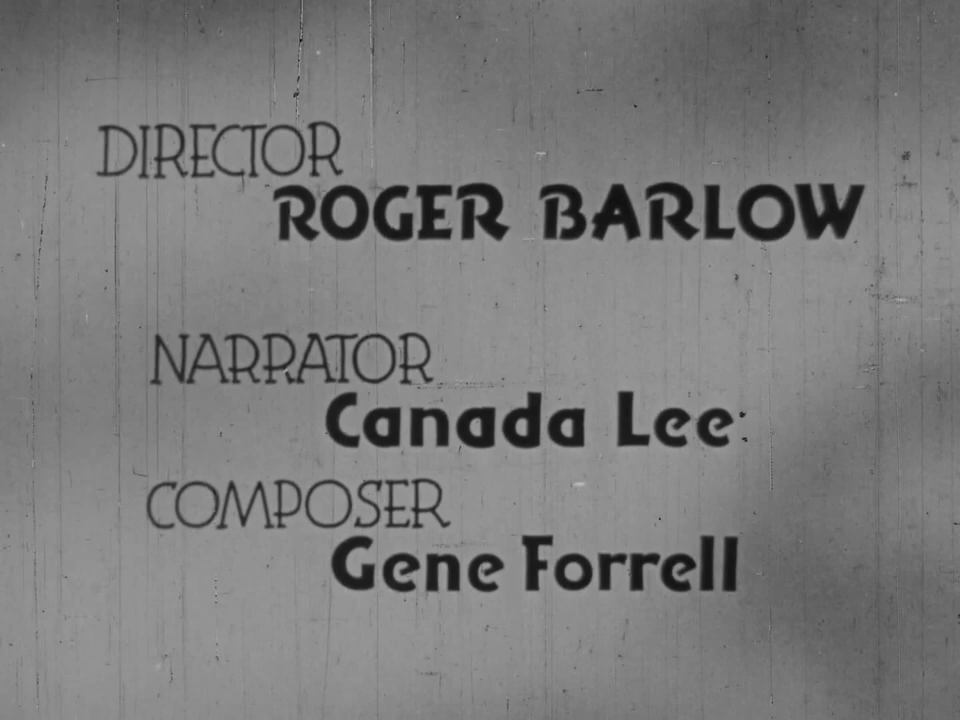 DIRECTOR
ROGER BARLOW
NARRATOR
Canada Lee
COMPOSER
Gene Forrell